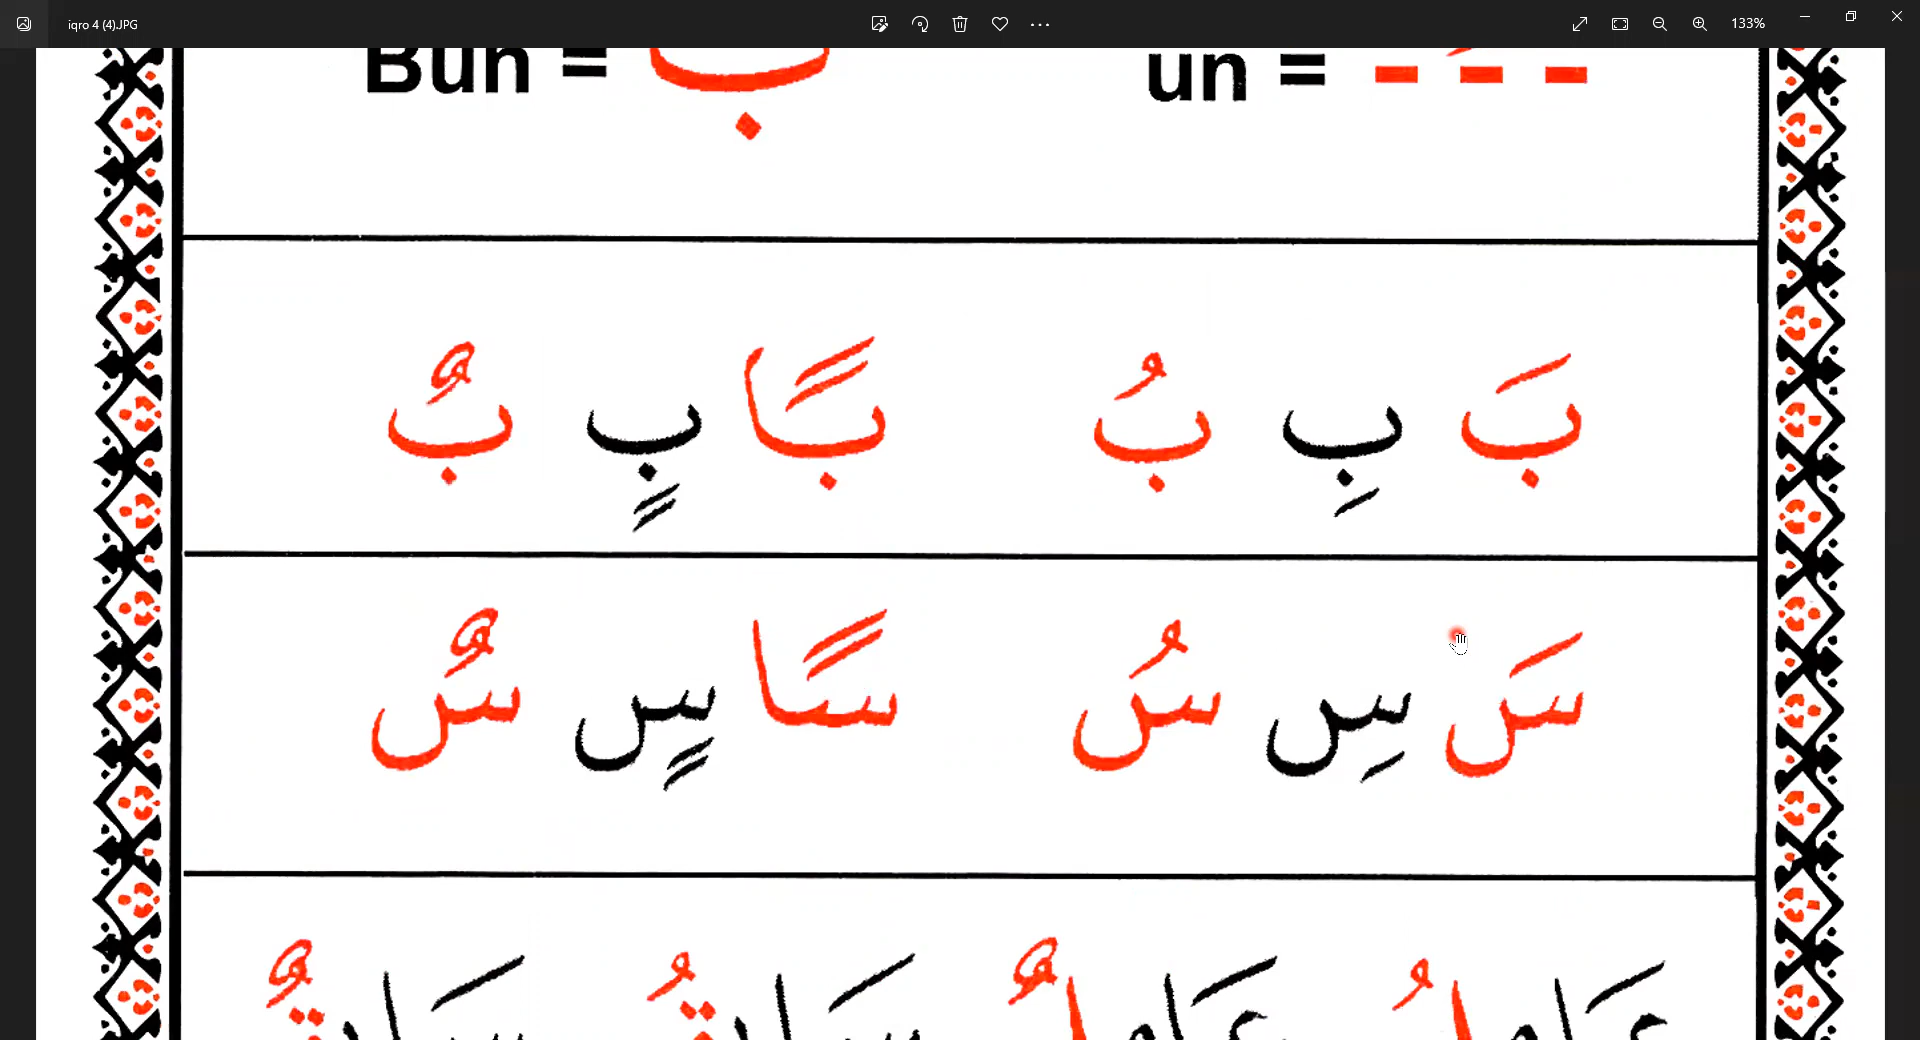 iqro 4 (4).JPG
133%
Bun = بٌ
un = ـٌ
بَ بِ بُ بًا بٍ بٌ
سَ سِ سُ سًا سٍ سٌ